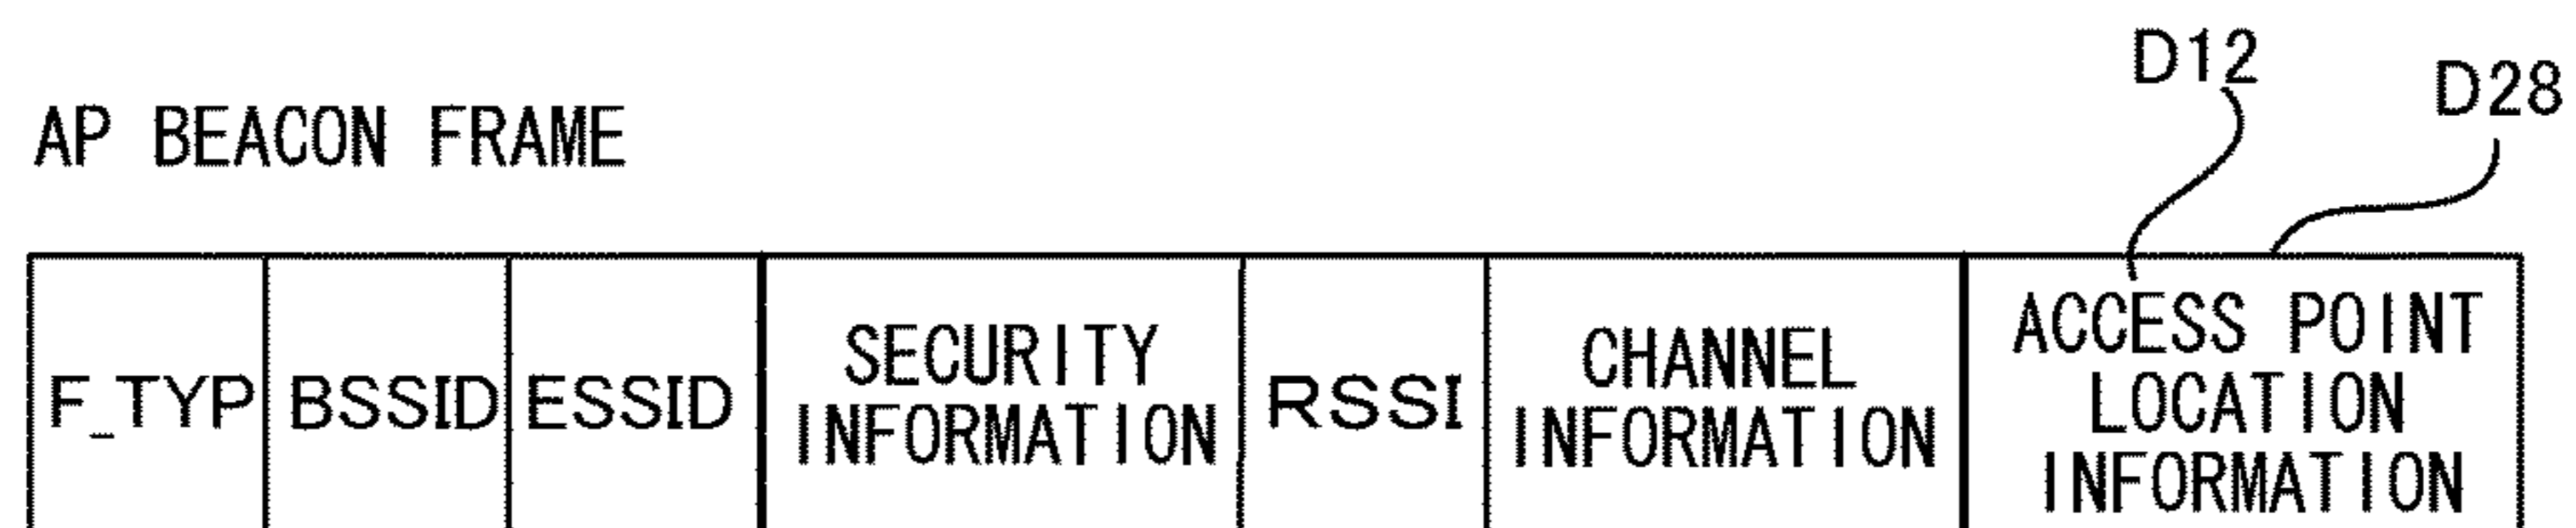 D12
D28
AP BEACON FRAME
F_TYP
BSSID
ESSID
SECURITY
INFORMATION
RSSI
CHANNEL
INFORMATION
ACCESS POINT
LOCATION
INFORMATION